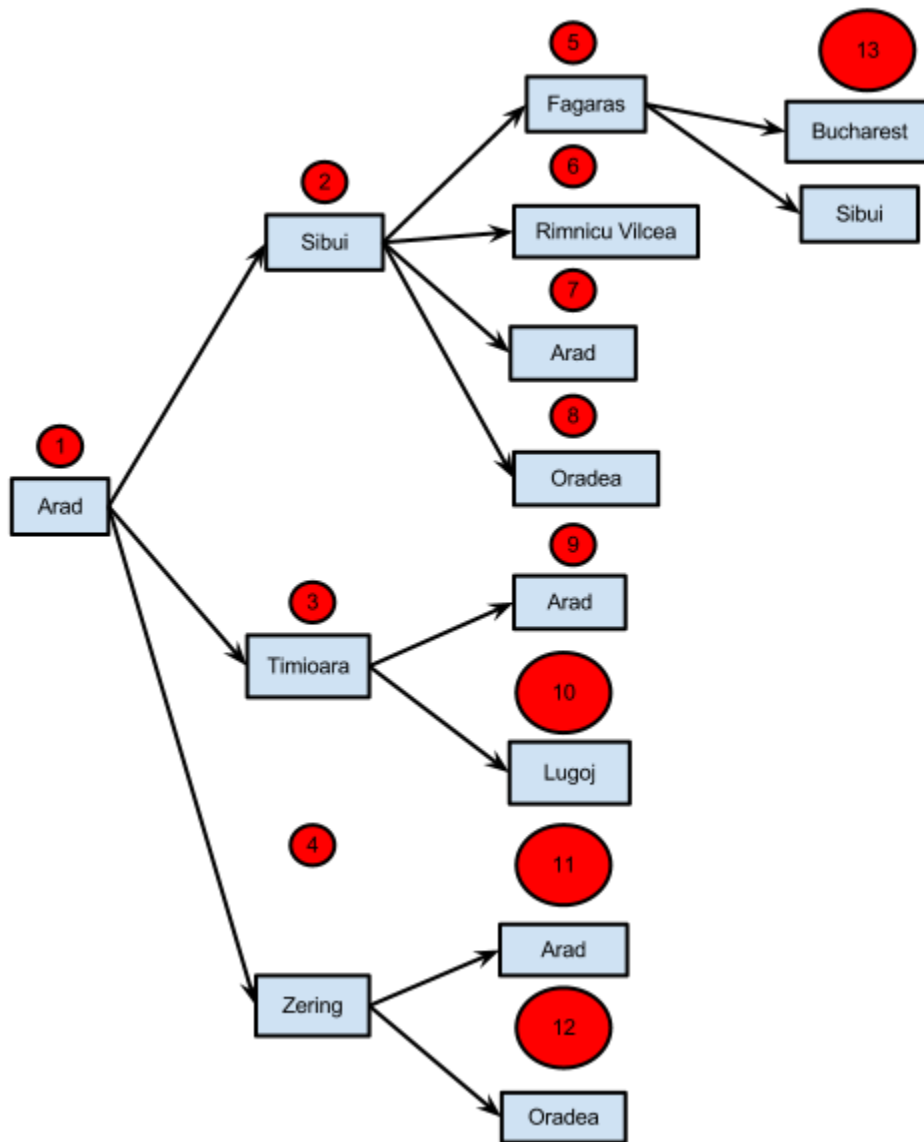 5
13
Fagaras
Bucharest
2
6
Sibui
Rimnicu Vilcea
Sibui
7
Arad
1
8
Arad
Oradea
9
3
Arad
Timioara
10
Lugoj
4
11
Arad
Zering
12
Oradea